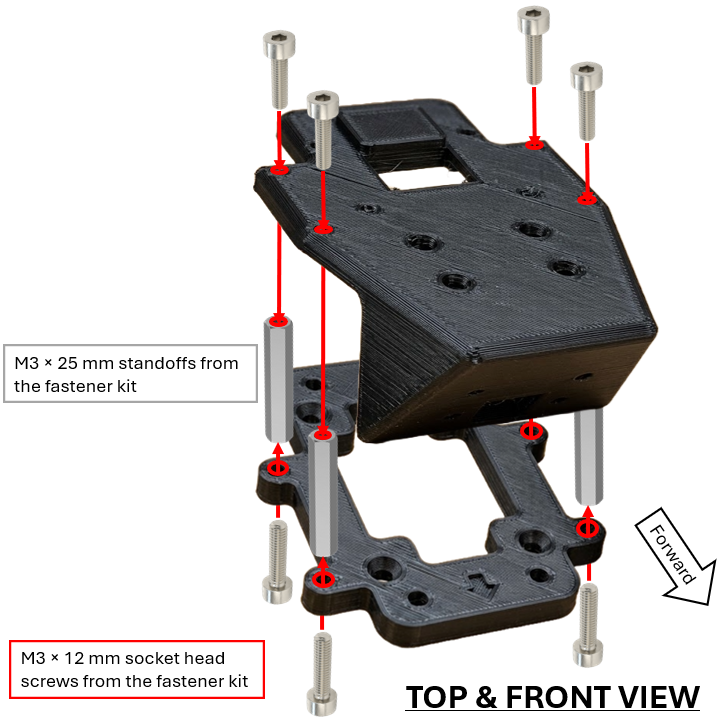 M3 × 25 mm standoffs from
the fastener kit
Forward
M3 × 12 mm socket head
screws from the fastener kit
TOP & FRONT VIEW